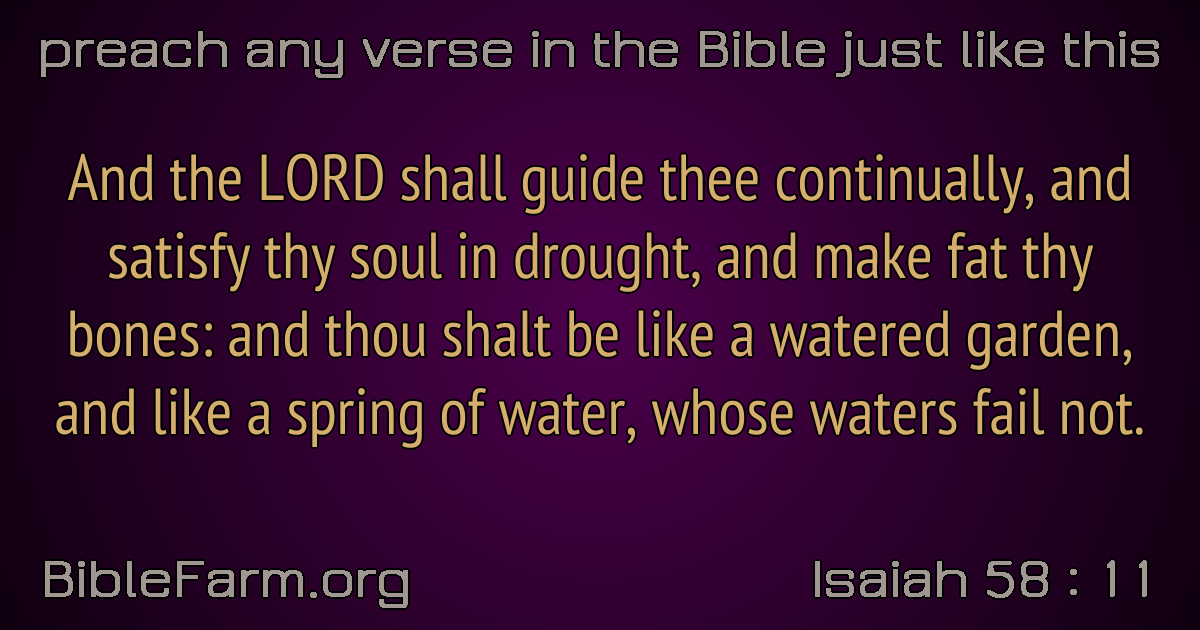 preach any verse in the Bible just like this
And the LORD shall guide thee continually, and
satisfy thy soul in drought, and make fat thy
bones: and thou shalt be like a watered garden,
and like a spring of water, whose waters fail not.
BibleFarm.org
Isaiah 58 : 11